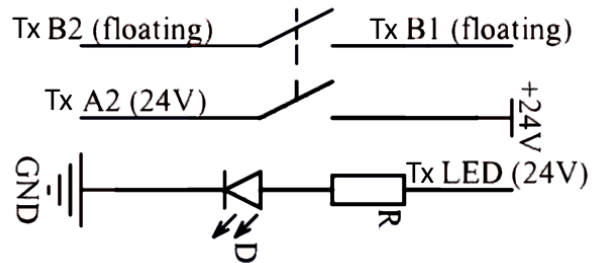 Tx B2 (floating)
Tx B1 (floating)
Tx A2 (24V)
+24V
GND
Tx LED (24V)
R
D